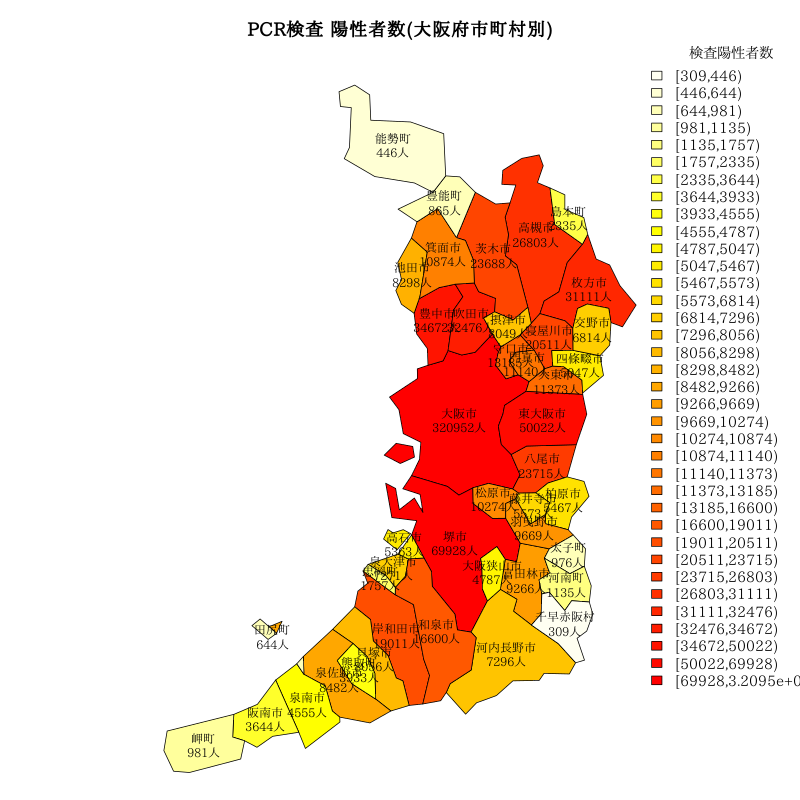 PCR検査 陽性者数(大阪府市町村別)
検査陽性者数
[309,446)
[446,644)
[644,981)
[981,1135)
[1135,1757)
[1757,2335)
[2335,3644)
[3644,3933)
[3933,4555)
[4555,4787)
[4787,5047)
[5047,5467)
[5467,5573)
[5573,6814)
[6814,7296)
[7296,8056)
[8056,8298)
[8298,8482)
[8482,9266)
[9266,9669)
[9669,10274)
[10274,10874)
[10874,11140)
[11140,11373)
[11373,13185)
[13185,16600)
[16600,19011)
[19011,20511)
[20511,23715)
[23715,26803)
[26803,31111)
[31111,32476)
[32476,34672)
[34672,50022)
[50022,69928)
[69928,3.2095e+0
能勢町
446人
豊能町
865人
島本町
2335人
高槻市
26803人
箕面市
10874人
茨木市
23688人
池田市
8298人
枚方市
31111人
豊中市
34672人
吹田市
32476人
摂津市
交野市
6814人
寝屋川市
20511人
守口市
13185人
門真市
11140人
四條畷市
5047人
大東市
11373人
大阪市
320952人
東大阪市
50022人
八尾市
23715人
松原市
10274人
柏原市
5467人
藤井寺市
5573人
羽曳野市
9669人
堺市
69928人
高石市
5363人
泉大津市
1757人
大阪狭山市
4787人
富田林市
9266人
太子町
976人
河南町
1135人
千早赤阪村
309人
田尻町
644人
岸和田市
19011人
和泉市
16600人
河内長野市
7296人
貝塚市
8056人
熊取町
3933人
泉佐野市
8482人
泉南市
4555人
阪南市
3644人
岬町
981人